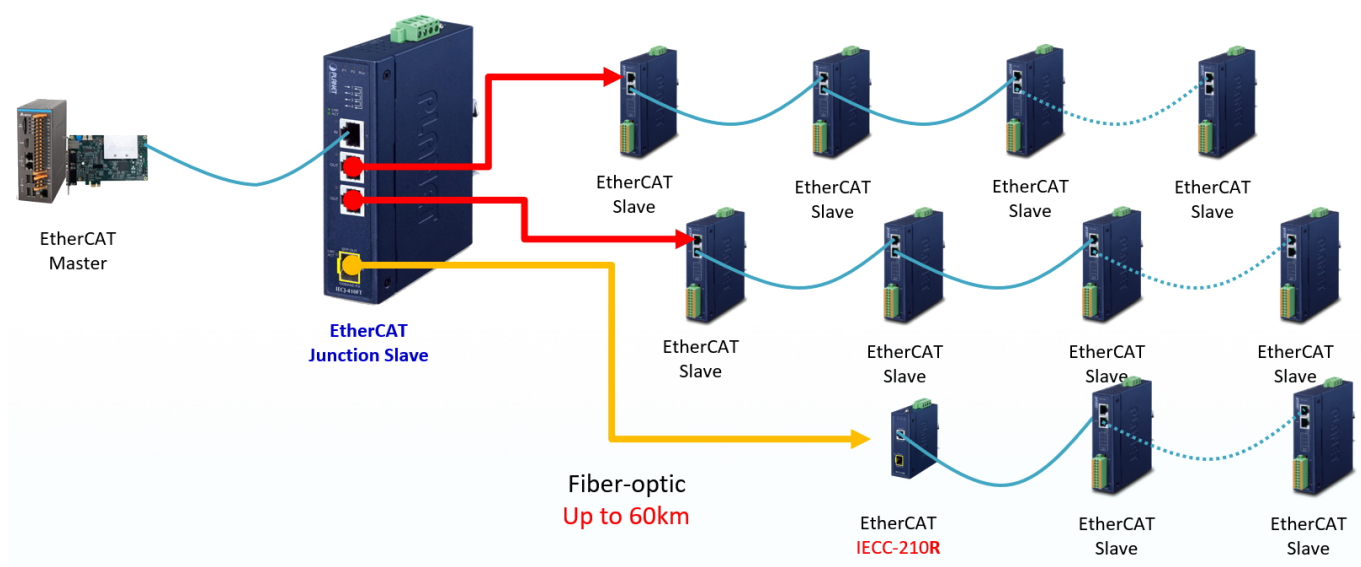 PLANET
EtherCAT
Master
EtherCAT
Junction Slave
EtherCAT
Slave
EtherCAT
Slave
EtherCAT
Slave
EtherCAT
Slave
EtherCAT
Slave
EtherCAT
Slave
EtherCAT
Slave
EtherCAT
Slave
Fiber-optic
Up to 60km
EtherCAT
IECC-210R
EtherCAT
Slave
EtherCAT
Slave